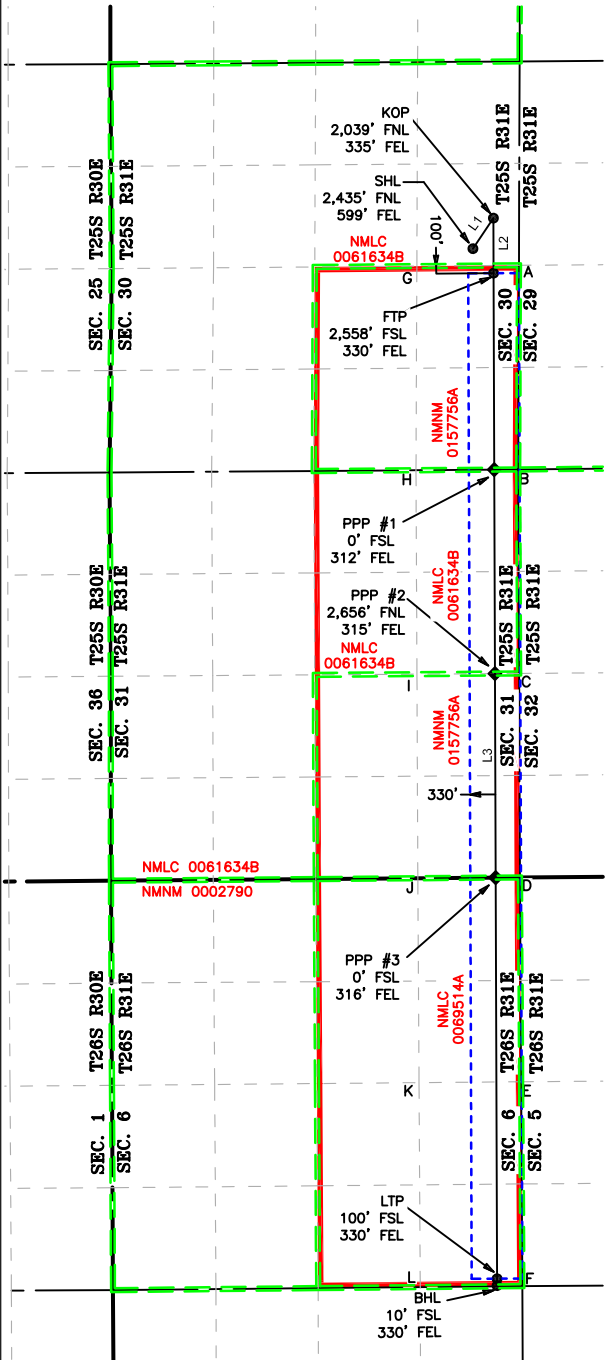 KOP
2,039' FNL
335' FEL
SHL
2,435' FNL
599' FEL
T25S R31E
T25S R31E
L1
L2
100'
NMLC
0061634B
SEC. 25 T25S R30E
SEC. 30 T25S R31E
G
A
FTP
2,558' FSL
330' FEL
SEC. 30
SEC. 29
NMNM
0157756A
H
B
PPP #1
0' FSL
312' FEL
PPP #2
2,656' FNL
315' FEL
NMLC
0061634B
NMLC
0061634B
SEC. 36 T25S R30E
SEC. 31 T25S R31E
SEC. 31 T25S R31E
SEC. 32 T25S R31E
I
C
NMNM
0157756A
L3
330'
NMLC 0061634B
NMNM 0002790
J
D
PPP #3
0' FSL
316' FEL
NMLC
0069514A
SEC. 1 T26S R30E
SEC. 6 T26S R31E
SEC. 6 T26S R31E
SEC. 5 T26S R31E
K
E
LTP
100' FSL
330' FEL
L
F
BHL
10' FSL
330' FEL